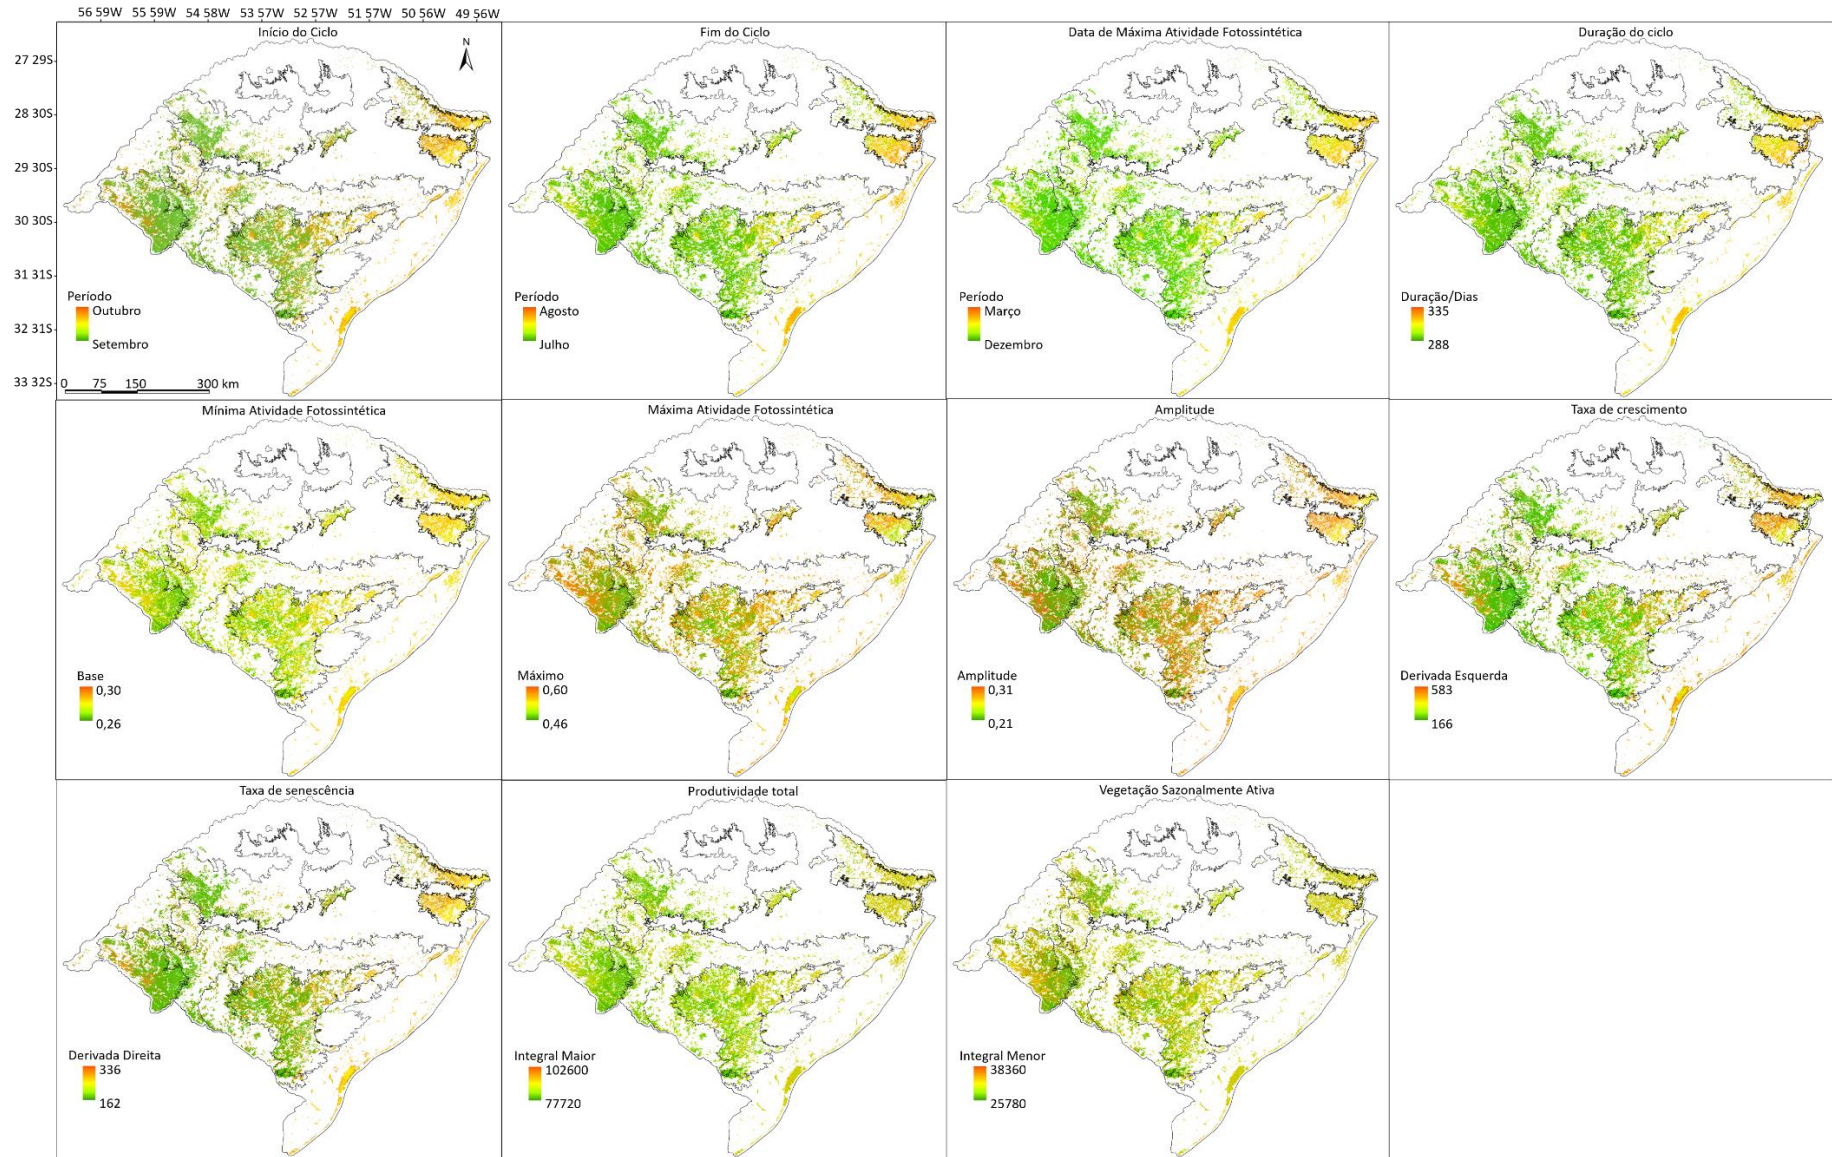 56 59W 55 59W 54 58W 53 57W 52 57W 51 57W 50 56W 49 56W
Início do Ciclo
N
27 29S
28 30S
29 30S
30 30S
31 31S
32 31S
33 32S
Período
Outubro
Setembro
0 75 150 300 km
Fim do Ciclo
Período
Agosto
Julho
Data de Máxima Atividade Fotossintética
Período
Março
Dezembro
Duração do ciclo
Duração/Dias
335
288
Mínima Atividade Fotossintética
Base
0,30
0,26
Máxima Atividade Fotossintética
Máximo
0,60
0,46
Amplitude
Amplitude
0,31
0,21
Taxa de crescimento
Derivada Esquerda
583
166
Taxa de senescência
Derivada Direita
336
162
Produtividade total
Integral Maior
102600
77720
Vegetação Sazonalmente Ativa
Integral Menor
38360
25780